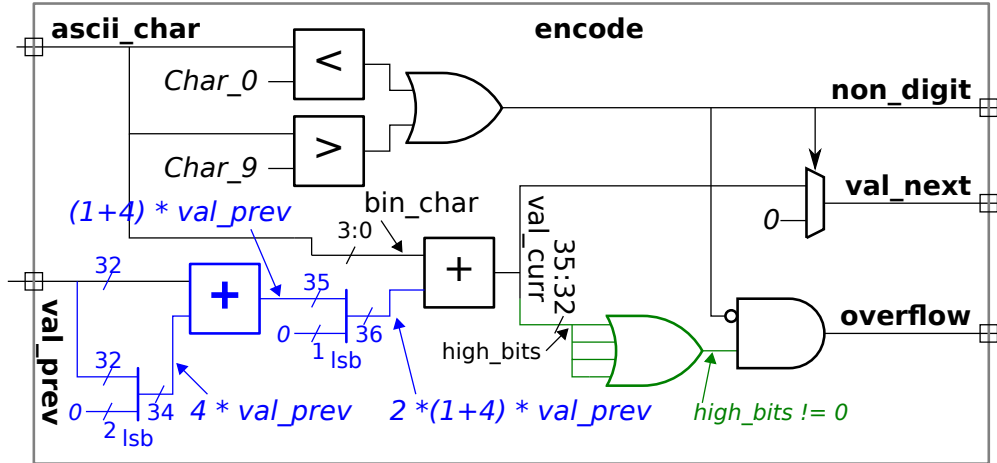 ascii_char
encode
<
Char_0
non_digit
>
Char_9
val_next
0
(1+4) * val_prev
bin_char
3:0
val_curr
35:32
32
+
35
+
0
1
lsb
36
val_prev
high_bits
overflow
32
0
2
lsb
34
4 * val_prev
2 *(1+4) * val_prev
high_bits != 0